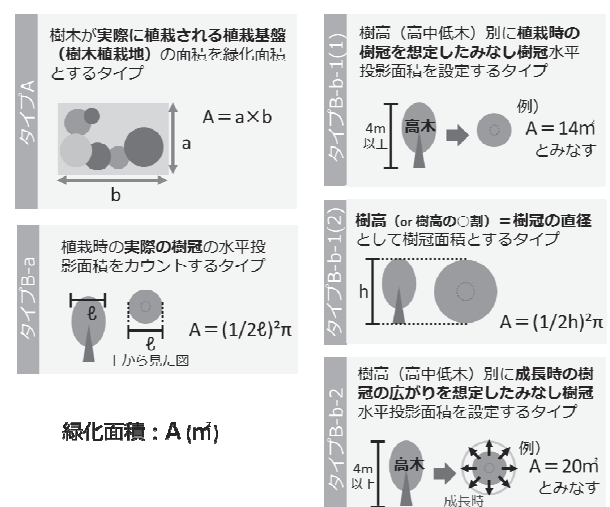 タイプA
樹木が実際に植栽される植栽基盤
（樹木植栽地）の面積を緑化面積
とするタイプ
A＝a×b
a
b
タイプB-a
植栽時の実際の樹冠の水平投
影面積をカウントするタイプ
ℓ
ℓ
A＝(1/2ℓ)²π
上から見た図
緑化面積：A (㎡)
タイプB-b-1(1)
樹高（高中低木）別に植栽時の
樹冠を想定したみなし樹冠水平
投影面積を設定するタイプ
4m
以上
高木
例）
A＝14㎡
とみなす
タイプB-b-1(2)
樹高（or 樹高の○割）＝樹冠の直径
として樹冠面積とするタイプ
h
A＝(1/2h)²π
タイプB-b-2
樹高（高中低木）別に成長時の樹
冠の広がりを想定したみなし樹冠
水平投影面積を設定するタイプ
4m
以上
高木
成長時
例）
A＝20㎡
とみなす